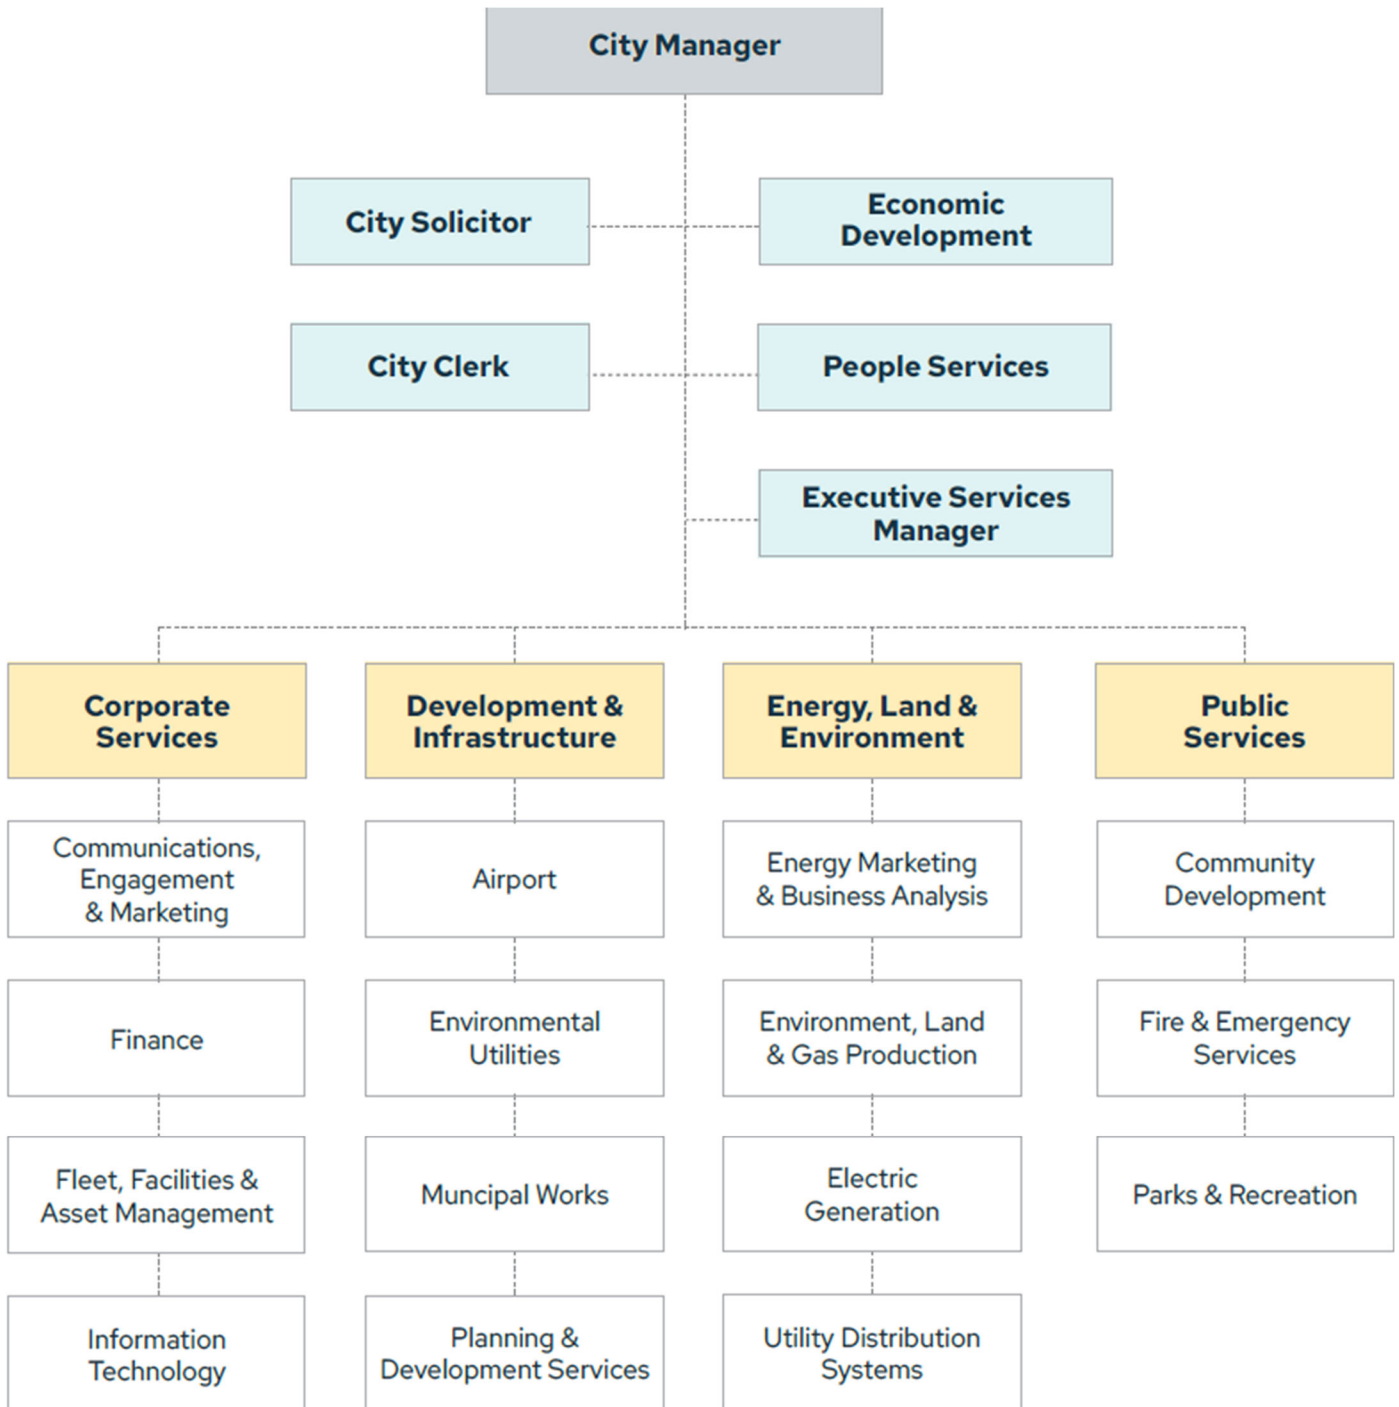 City Manager
City Solicitor
Economic
Development
City Clerk
People Services
Executive Services
Manager
Corporate
Services
Development &
Infrastructure
Energy, Land &
Environment
Public
Services
Communications,
Engagement
& Marketing
Airport
Energy Marketing
& Business Analysis
Community
Development
Finance
Environmental
Utilities
Environment, Land
& Gas Production
Fire & Emergency
Services
Fleet, Facilities &
Asset Management
Muncipal Works
Electric
Generation
Parks & Recreation
Information
Technology
Planning &
Development Services
Utility Distribution
Systems